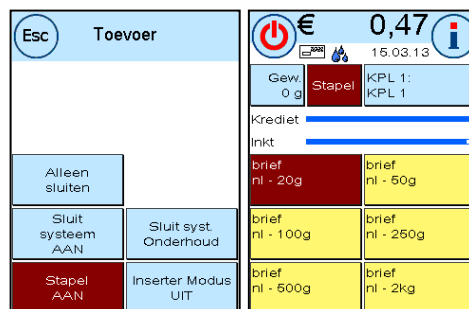 Esc
Toevoer
Alleen
sluiten
Sluit
systeem
AAN
Sluit syst.
Onderhoud
Stapel
AAN
Inserter Modus
UIT
€ 0,47
i
15.03.13
Gew.
0 g
Stapel
KPL 1:
KPL 1
Krediet
Inkt
brief
nl - 20g
brief
nl - 50g
brief
nl - 100g
brief
nl - 250g
brief
nl - 500g
brief
nl - 2kg